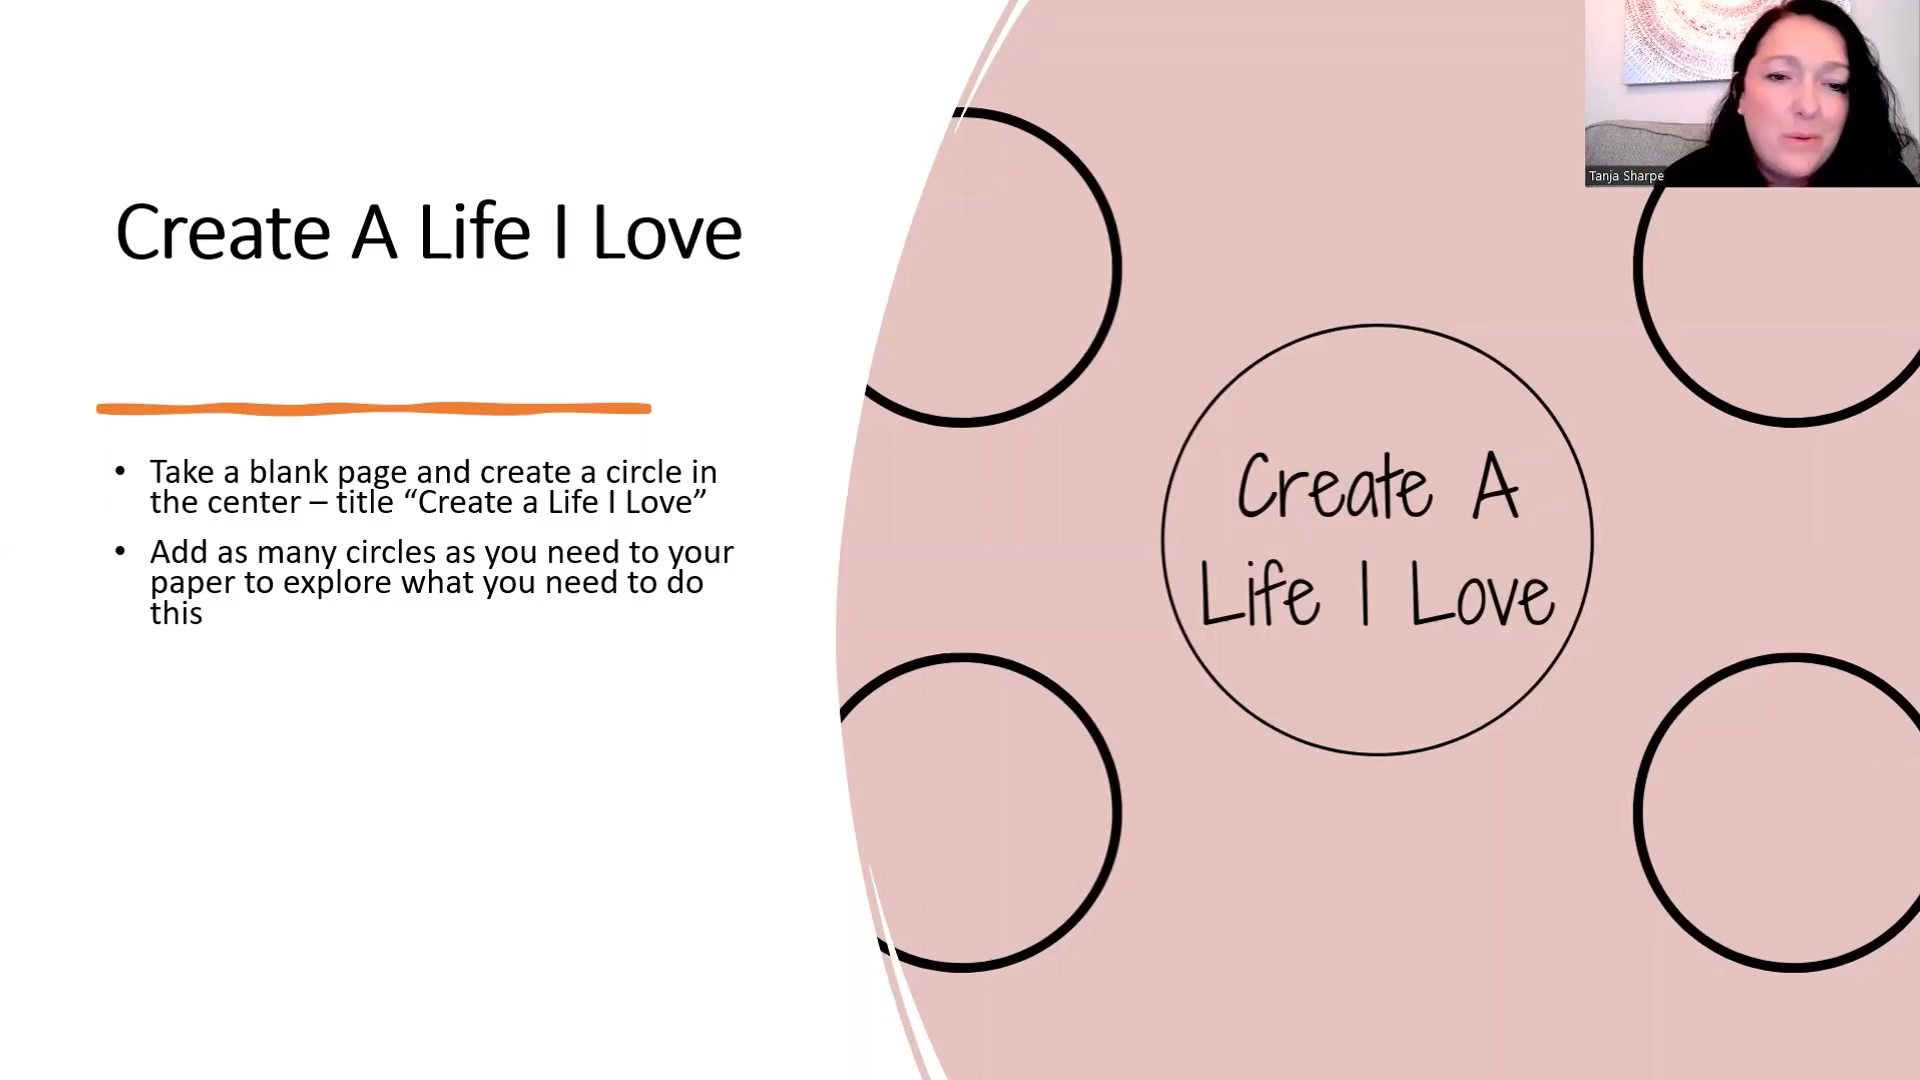 Create A Life I Love
• Take a blank page and create a circle in
the center – title “Create a Life I Love”
• Add as many circles as you need to your
paper to explore what you need to do
this
Create A
Life I Love
Tanja Sharpe